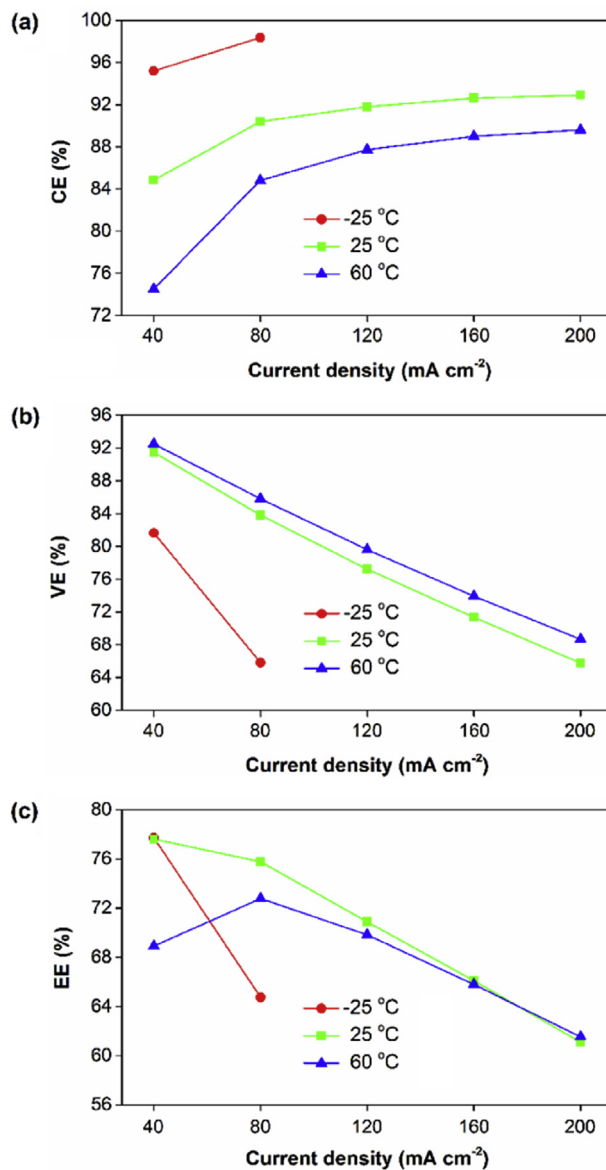 (a)
100
96
92
88
84
80
76
72
CE (%)
-25 °C
25 °C
60 °C
40 80 120 160 200
Current density (mA cm⁻²)
(b)
96
92
88
84
80
76
72
68
64
60
VE (%)
-25 °C
25 °C
60 °C
40 80 120 160 200
Current density (mA cm⁻²)
(c)
80
76
72
68
64
60
56
EE (%)
-25 °C
25 °C
60 °C
40 80 120 160 200
Current density (mA cm⁻²)